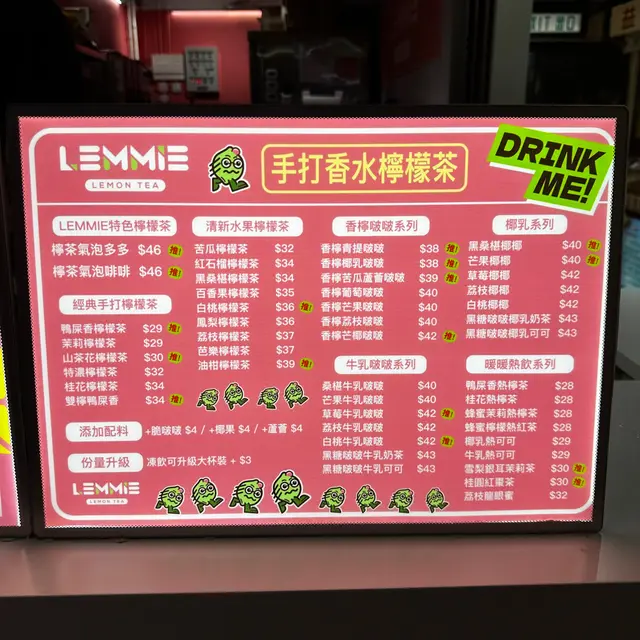 LEMMiE
LEMON TEA
手打香水檸檬茶
DRINK
ME!
LEMMIE特色檸檬茶
檸茶氣泡多多 $46 推!
檸茶氣泡啡啡 $46 推!
經典手打檸檬茶
鴨屎香檸檬茶 $29 推!
茉莉檸檬茶 $29
山茶花檸檬茶 $30 推!
特濃檸檬茶 $32
桂花檸檬茶 $34
雙檸鴨屎香 $34 推!
清新水果檸檬茶
苦瓜檸檬茶 $32
紅石榴檸檬茶 $34
黑桑椹檸檬茶 $34
百香果檸檬茶 $35
白桃檸檬茶 $36 推!
鳳梨檸檬茶 $36
荔枝檸檬茶 $37
芭樂檸檬茶 $37
油柑檸檬茶 $39 推!
香檸啵啵系列
香檸青提啵啵 $38 推!
香檸椰乳啵啵 $38 推!
香檸苦瓜蘆薈啵啵 $39 推!
香檸葡萄啵啵 $40
香檸芒果啵啵 $40
香檸荔枝啵啵 $40
香檸芒椰啵啵 $42 推!
椰乳系列
黑桑椹椰椰 $40 推!
芒果椰椰 $40 推!
草莓椰椰 $42
荔枝椰椰 $42
白桃椰椰 $42
黑糖啵啵椰乳奶茶 $43
黑糖啵啵椰乳可可 $43
牛乳啵啵系列
桑椹牛乳啵啵 $40
芒果牛乳啵啵 $40
草莓牛乳啵啵 $42 推!
荔枝牛乳啵啵 $42
白桃牛乳啵啵 $42 推!
黑糖啵啵牛乳奶茶 $43
黑糖啵啵牛乳可可 $43
暖暖熱飲系列
鴨屎香熱檸茶 $28
桂花熱檸茶 $28
蜂蜜茉莉熱檸茶 $28
蜂蜜檸檬熱紅茶 $28
椰乳熱可可 $29
牛乳熱可可 $29
雪梨銀耳茉莉茶 $30 推!
桂圓紅棗茶 $30 推!
荔枝龍眼蜜 $32
添加配料 +脆啵啵 $4 / +椰果 $4 / +蘆薈 $4
份量升級 凍飲可升級大杯裝 + $3
LEMMiE
LEMON TEA